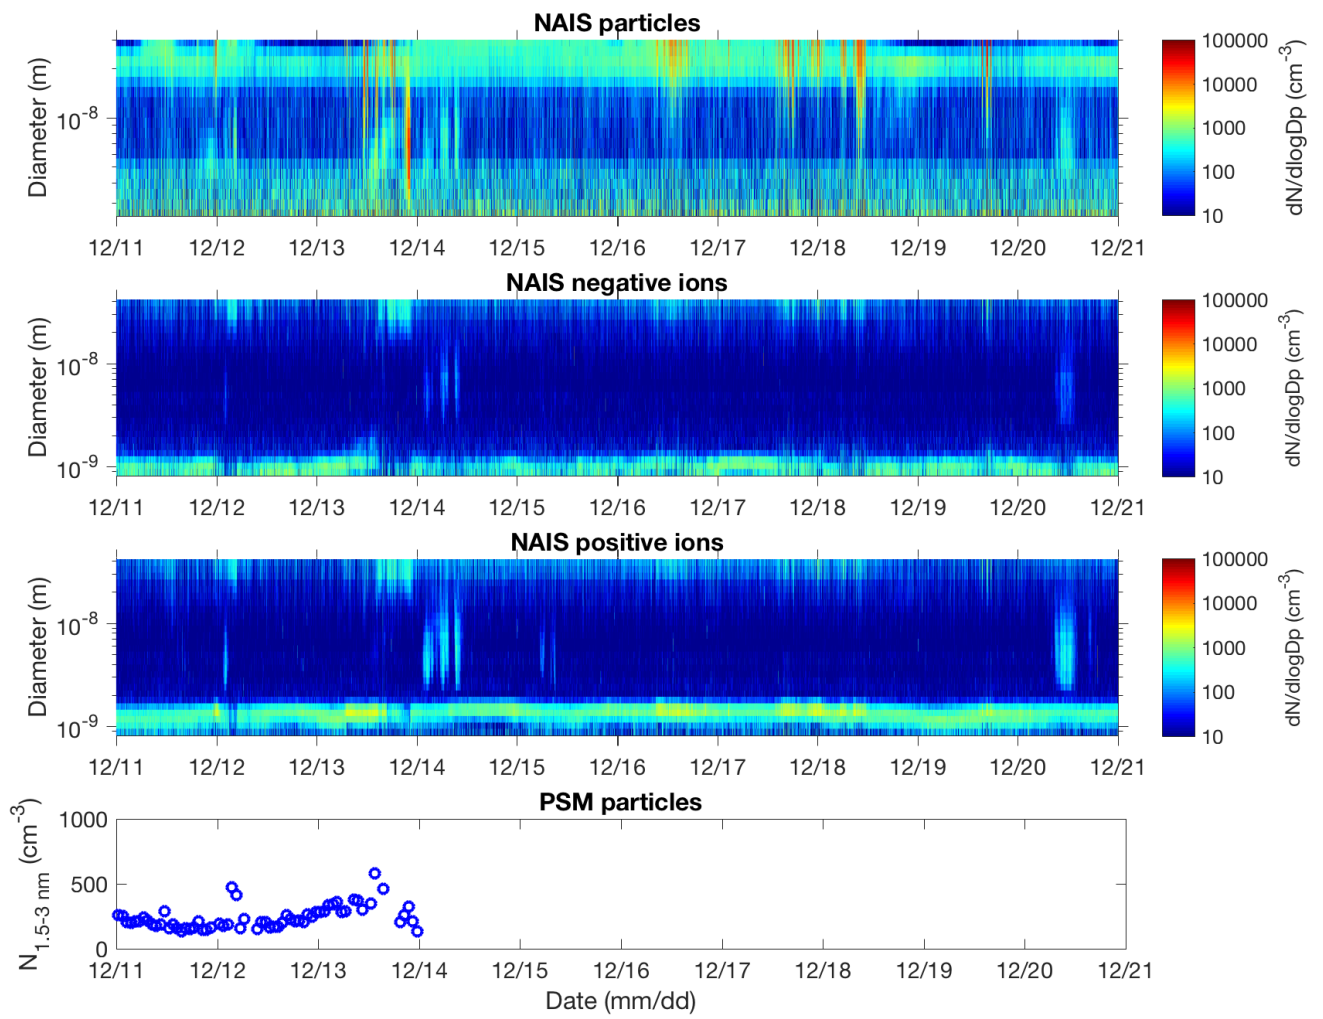 NAIS particles
Diameter (m)
10-8
12/11 12/12 12/13 12/14 12/15 12/16 12/17 12/18 12/19 12/20 12/21
100000
10000
1000
100
10
dN/dlogDp (cm-3)
NAIS negative ions
Diameter (m)
10-8
10-9
12/11 12/12 12/13 12/14 12/15 12/16 12/17 12/18 12/19 12/20 12/21
100000
10000
1000
100
10
dN/dlogDp (cm-3)
NAIS positive ions
Diameter (m)
10-8
10-9
12/11 12/12 12/13 12/14 12/15 12/16 12/17 12/18 12/19 12/20 12/21
100000
10000
1000
100
10
dN/dlogDp (cm-3)
PSM particles
N1.5-3 nm (cm-3)
1000
500
0
12/11 12/12 12/13 12/14 12/15 12/16 12/17 12/18 12/19 12/20 12/21
Date (mm/dd)